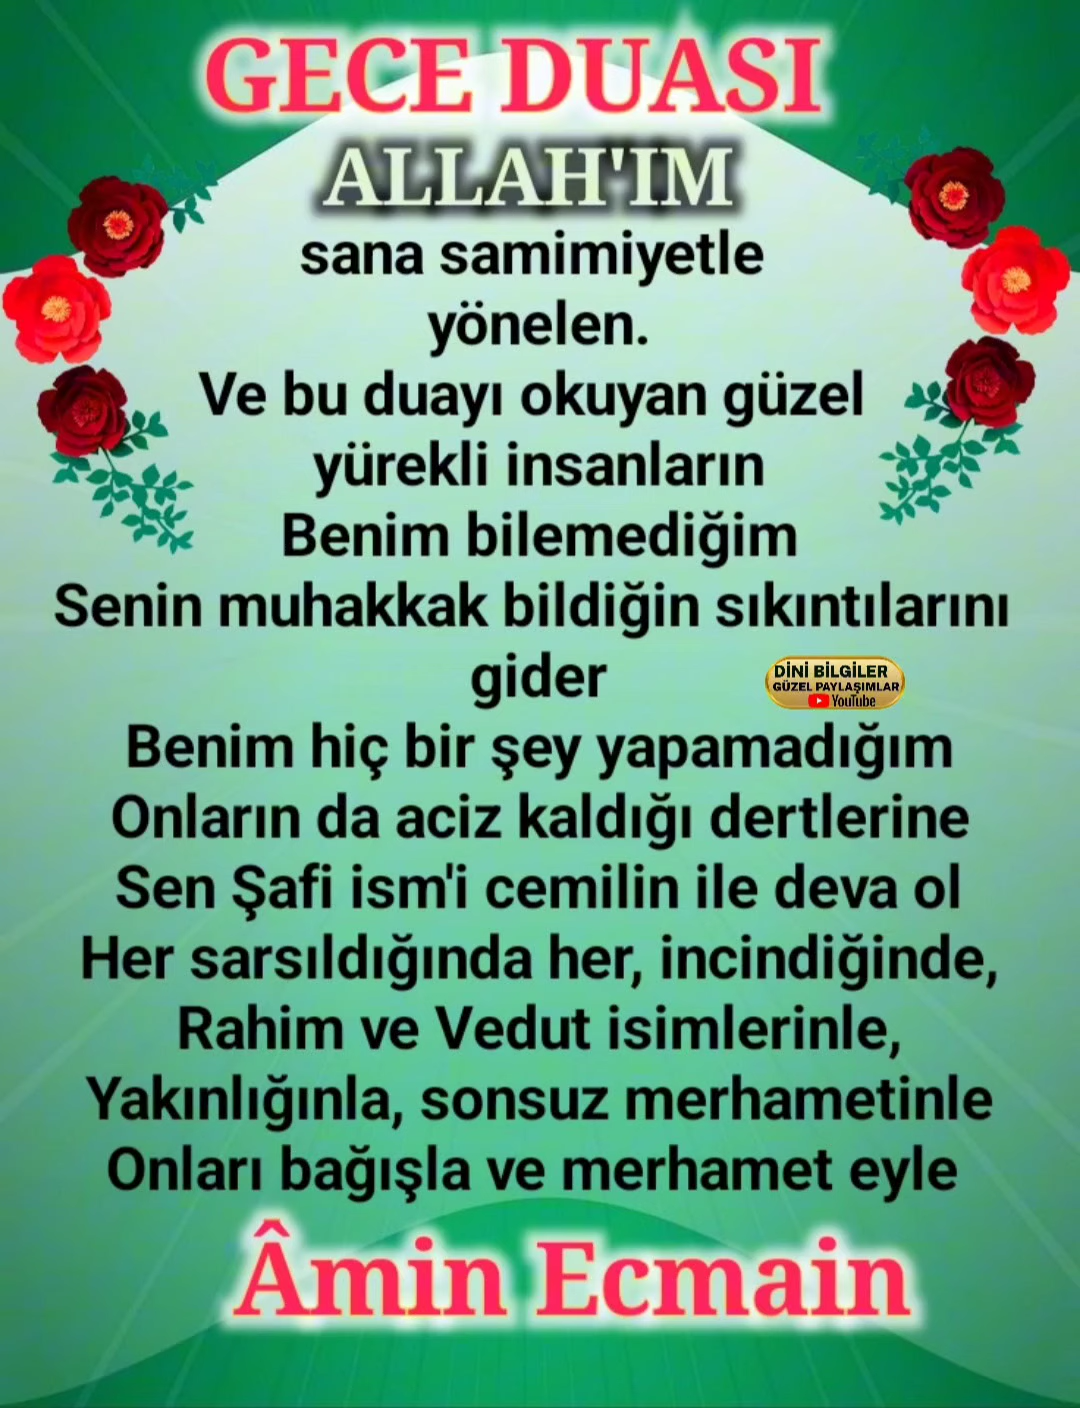 GECE DUASI
ALLAH'IM
sana samimiyetle
yönelen.
Ve bu duayı okuyan güzel
yürekli insanların
Benim bilemediğim
Senin muhakkak bildiğin sıkıntılarını
gider
DİNİ BİLGİLER
GÜZEL PAYLAŞIMLAR
YouTube
Benim hiç bir şey yapamadığım
Onların da aciz kaldığı dertlerine
Sen Şafi ism'i cemilin ile deva ol
Her sarsıldığında her, incindiğinde,
Rahim ve Vedut isimlerinle,
Yakınlığınla, sonsuz merhametinle
Onları bağışla ve merhamet eyle
Âmin Ecmain